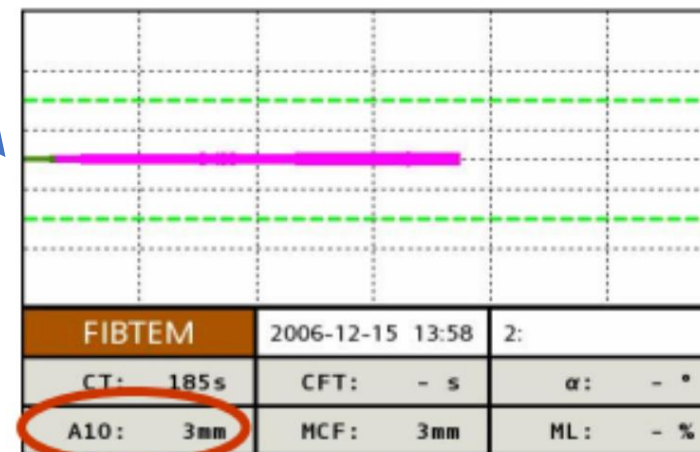 FIBTEM 2006-12-15 13:58 2:
CT: 185s CFT: - s α: - °
A10: 3mm MCF: 3mm ML: - %